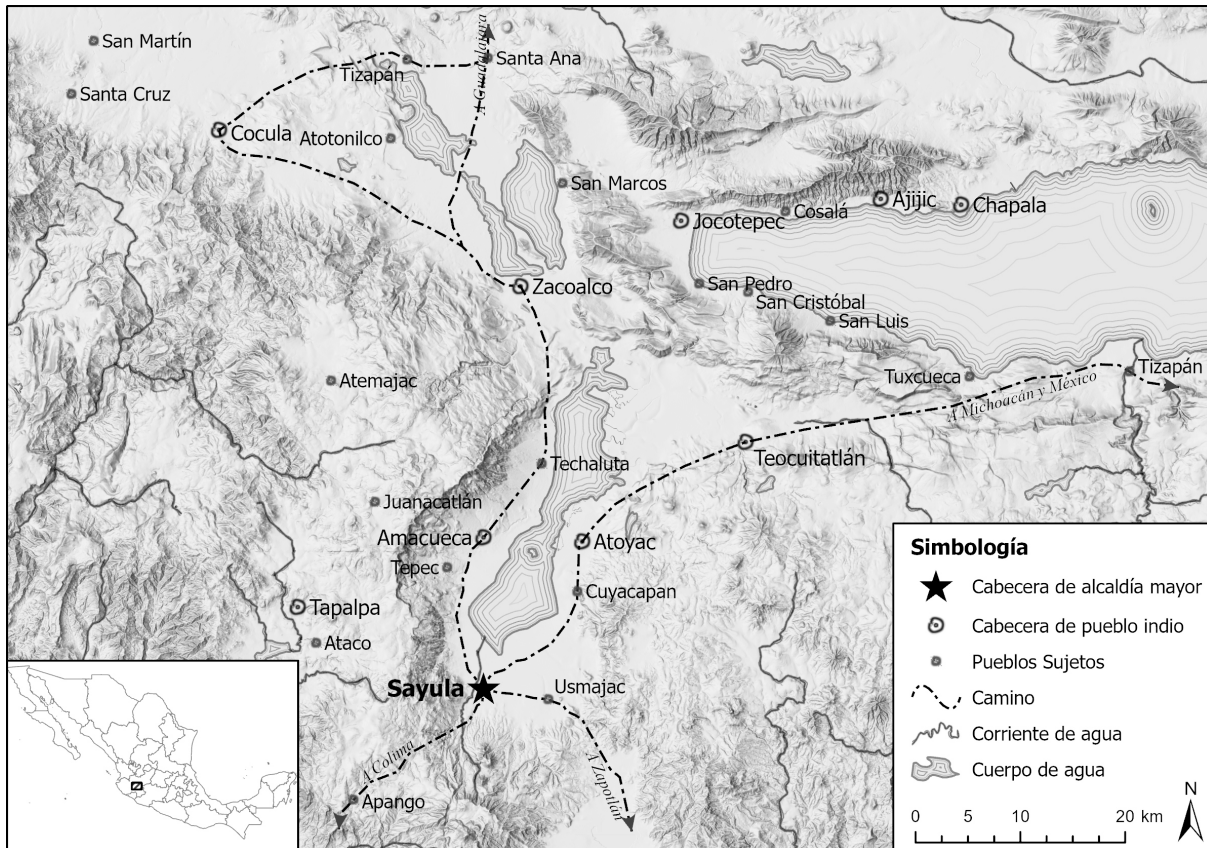 San Martín
Tizapán
Santa Ana
A Guadalajara
Santa Cruz
Cocula
Atotonilco
San Marcos
Jocotepec
Cosalá
Ajijic
Chapala
Zacoalco
San Pedro
San Cristóbal
San Luis
Atemajac
Tuxcueca
Tizapán
A Michoacán y México
Techaluta
Teocuitatlán
Juanacatlán
Amacueca
Atoyac
Tepec
Cuyacapan
Tapalpa
Ataco
Sayula
Usmajac
A Colima
A Zapotlán
Apango
Simbología
Cabecera de alcaldía mayor
Cabecera de pueblo indio
Pueblos Sujetos
Camino
Corriente de agua
Cuerpo de agua
N
0 5 10 20 km